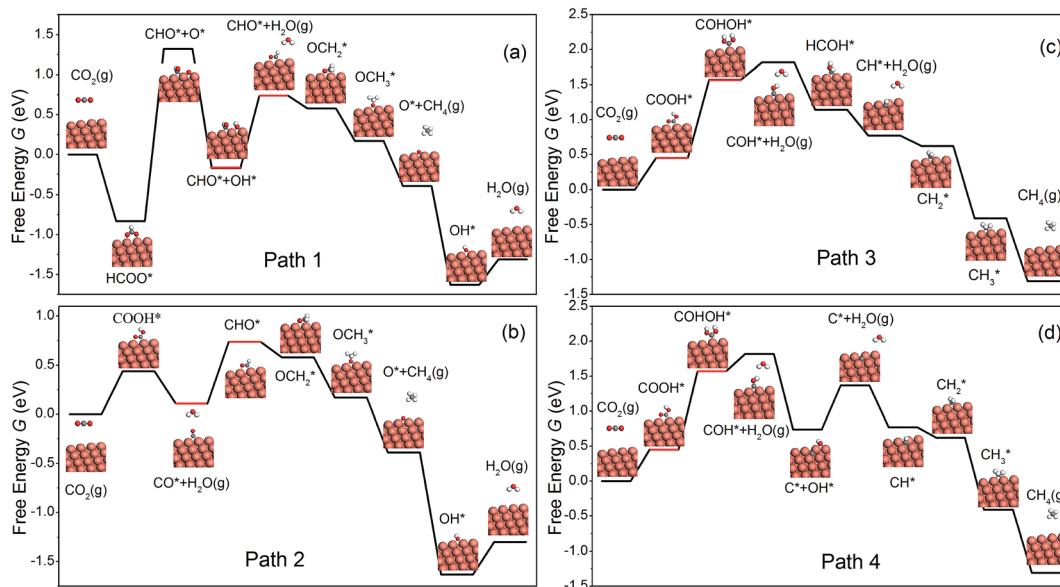 (a)
CHO*+O*
CHO*+H₂O(g)
OCH₂*
CO₂(g)
OCH₃*
O*+CH₄(g)
CHO*+OH*
H₂O(g)
OH*
HCOO*
Path 1
Free Energy G (eV)
1.5
1.0
0.5
0.0
-0.5
-1.0
-1.5
(b)
COOH*
CHO*
OCH₃*
OCH₂*
O*+CH₄(g)
CO₂(g)
CO*+H₂O(g)
H₂O(g)
OH*
Path 2
Free Energy G (eV)
1.0
0.5
0.0
-0.5
-1.0
-1.5
(c)
COHOH*
HCOH*
CH*+H₂O(g)
COOH*
CO₂(g)
COH*+H₂O(g)
CH₂*
CH₄(g)
CH₃*
Path 3
Free Energy G (eV)
2.5
2.0
1.5
1.0
0.5
0.0
-0.5
-1.0
-1.5
(d)
COHOH*
C*+H₂O(g)
COOH*
CH₂*
CO₂(g)
COH*+H₂O(g)
CH₃*
C*+OH*
CH*
CH₄(g)
Path 4
Free Energy G (eV)
2.5
2.0
1.5
1.0
0.5
0.0
-0.5
-1.0
-1.5